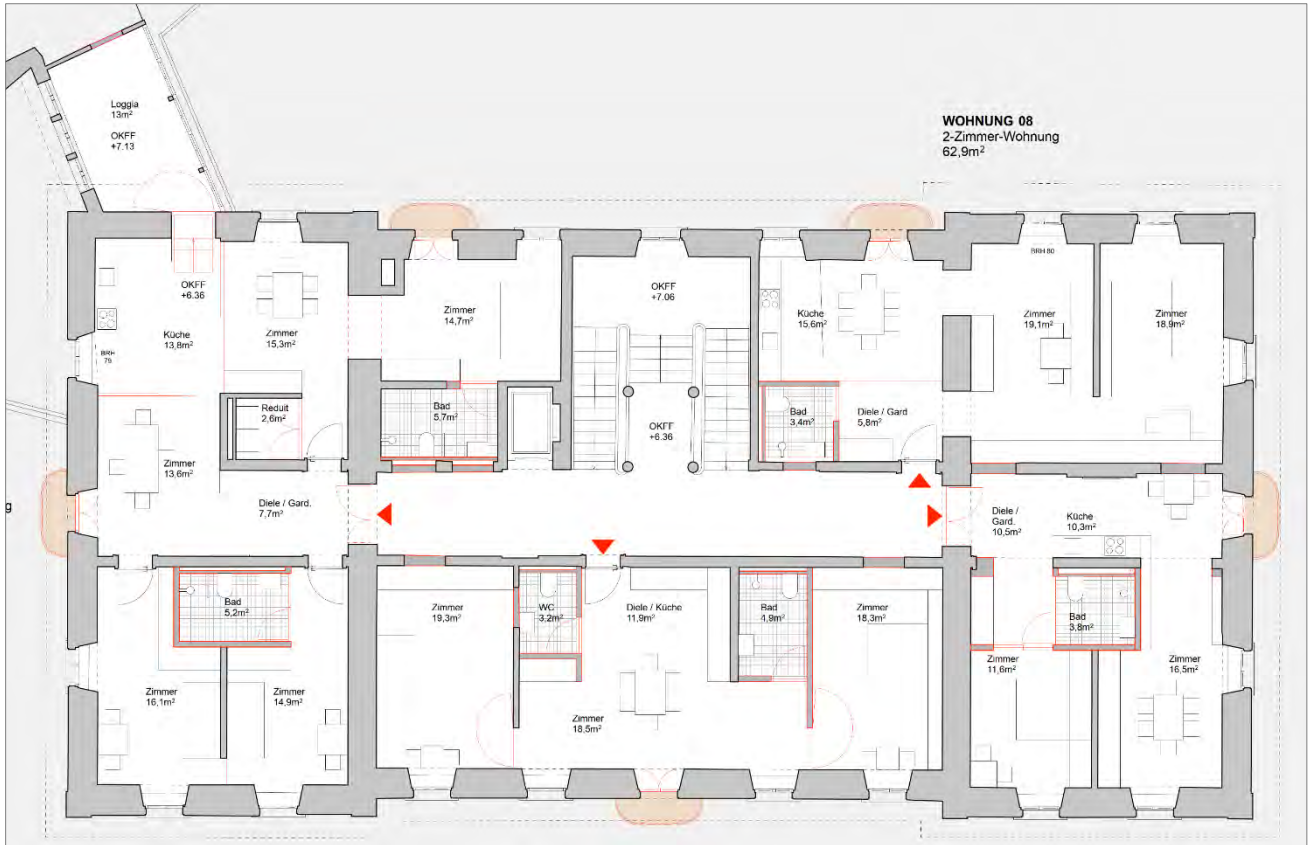 Loggia
13m²
OKFF
+7.13
WOHNUNG 08
2-Zimmer-Wohnung
62,9m²
OKFF
+6.36
Küche
13,8m²
BRH
79
Zimmer
15,3m²
Zimmer
14,7m²
OKFF
+7.06
Küche
15,6m²
BRH 80
Zimmer
19,1m²
Zimmer
18,9m²
Reduit
2,6m²
Bad
5,7m²
OKFF
+6.36
Bad
3,4m²
Diele / Gard
5,8m²
Zimmer
13,6m²
Diele / Gard.
7,7m²
g
Diele /
Gard.
10,5m²
Küche
10,3m²
Bad
5,2m²
Zimmer
19,3m²
WC
3,2m²
Diele / Küche
11,9m²
Bad
4,9m²
Zimmer
18,3m²
Bad
3,8m²
Zimmer
16,1m²
Zimmer
14,9m²
Zimmer
18,5m²
Zimmer
11,6m²
Zimmer
16,5m²